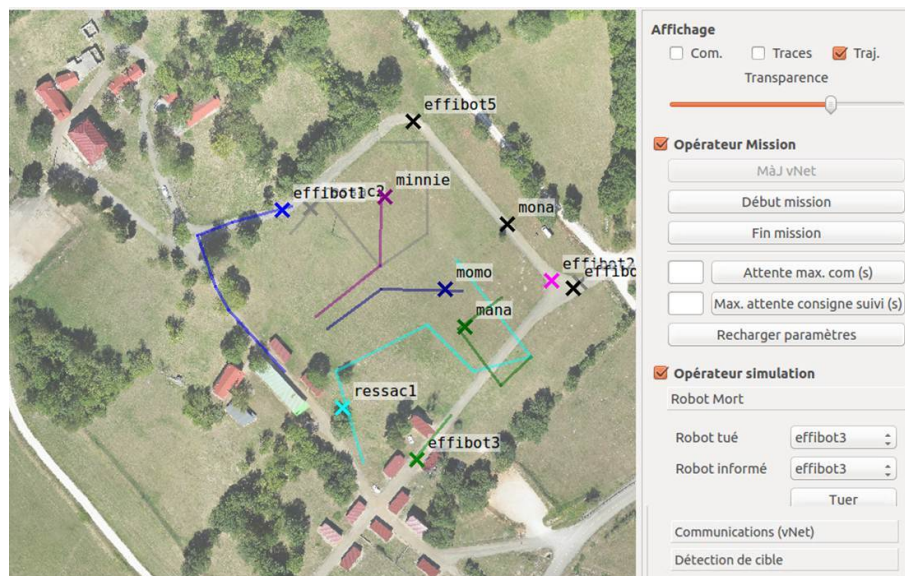 effibot5
minnie
effibot1
mona
momo
effibot2
effibo
mana
ressac1
effibot3
Affichage
Com.
Traces
Traj.
Transparence
Opérateur Mission
MàJ vNet
Début mission
Fin mission
Attente max. com (s)
Max. attente consigne suivi (s)
Recharger paramètres
Opérateur simulation
Robot Mort
Robot tué
effibot3
Robot informé
effibot3
Tuer
Communications (vNet)
Détection de cible